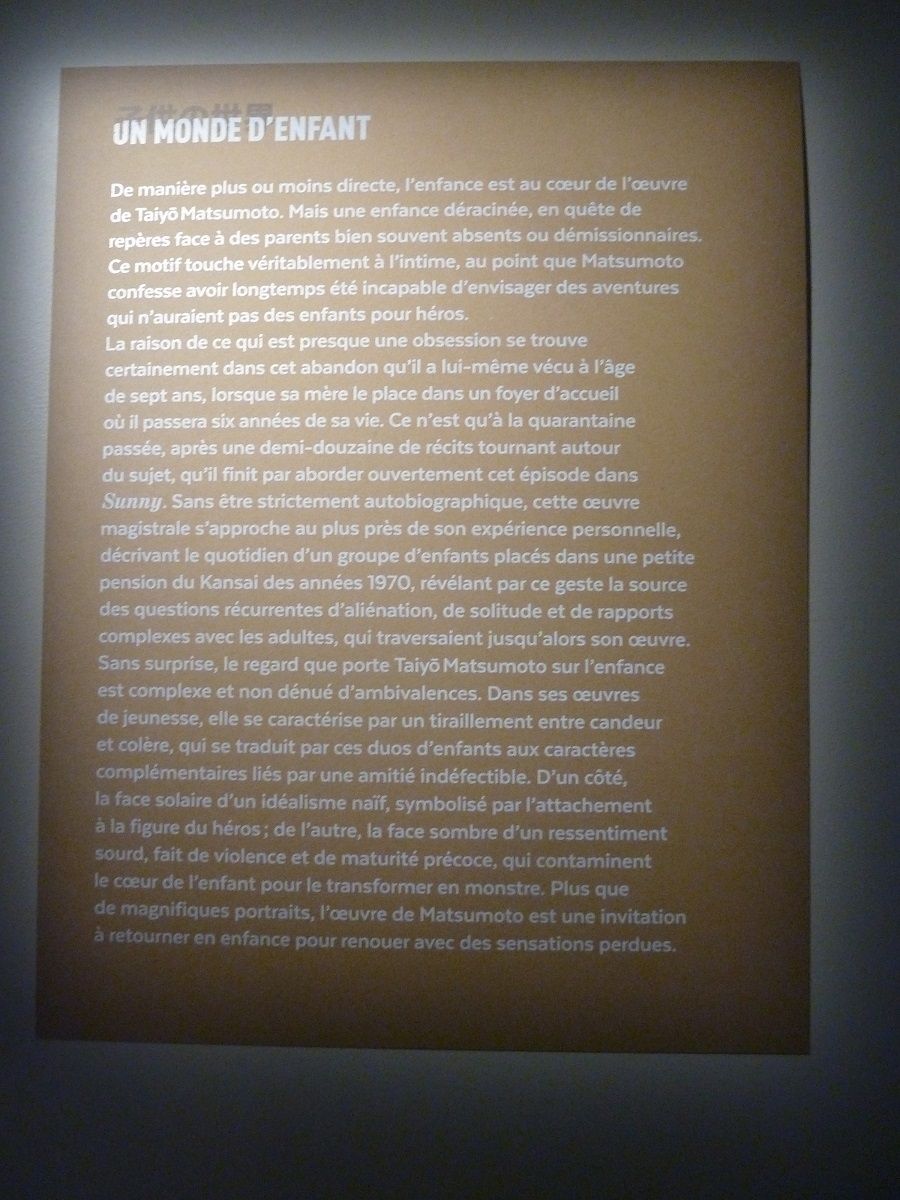 子供の世界
UN MONDE D'ENFANT
De manière plus ou moins directe, l'enfance est au cœur de l'œuvre
de Taiyō Matsumoto. Mais une enfance déracinée, en quête de
repères face à des parents bien souvent absents ou démissionnaires.
Ce motif touche véritablement à l'intime, au point que Matsumoto
confesse avoir longtemps été incapable d'envisager des aventures
qui n'auraient pas des enfants pour héros.
La raison de ce qui est presque une obsession se trouve
certainement dans cet abandon qu'il a lui-même vécu à l'âge
de sept ans, lorsque sa mère le place dans un foyer d'accueil
où il passera six années de sa vie. Ce n'est qu'à la quarantaine
passée, après une demi-douzaine de récits tournant autour
du sujet, qu'il finit par aborder ouvertement cet épisode dans
Sunny. Sans être strictement autobiographique, cette œuvre
magistrale s'approche au plus près de son expérience personnelle,
décrivant le quotidien d'un groupe d'enfants placés dans une petite
pension du Kansai des années 1970, révélant par ce geste la source
des questions récurrentes d'aliénation, de solitude et de rapports
complexes avec les adultes, qui traversaient jusqu'alors son œuvre.
Sans surprise, le regard que porte Taiyō Matsumoto sur l'enfance
est complexe et non dénué d'ambivalences. Dans ses œuvres
de jeunesse, elle se caractérise par un tiraillement entre candeur
et colère, qui se traduit par ces duos d'enfants aux caractères
complémentaires liés par une amitié indéfectible. D'un côté,
la face solaire d'un idéalisme naïf, symbolisé par l'attachement
à la figure du héros ; de l'autre, la face sombre d'un ressentiment
sourd, fait de violence et de maturité précoce, qui contaminent
le cœur de l'enfant pour le transformer en monstre. Plus que
de magnifiques portraits, l'œuvre de Matsumoto est une invitation
à retourner en enfance pour renouer avec des sensations perdues.